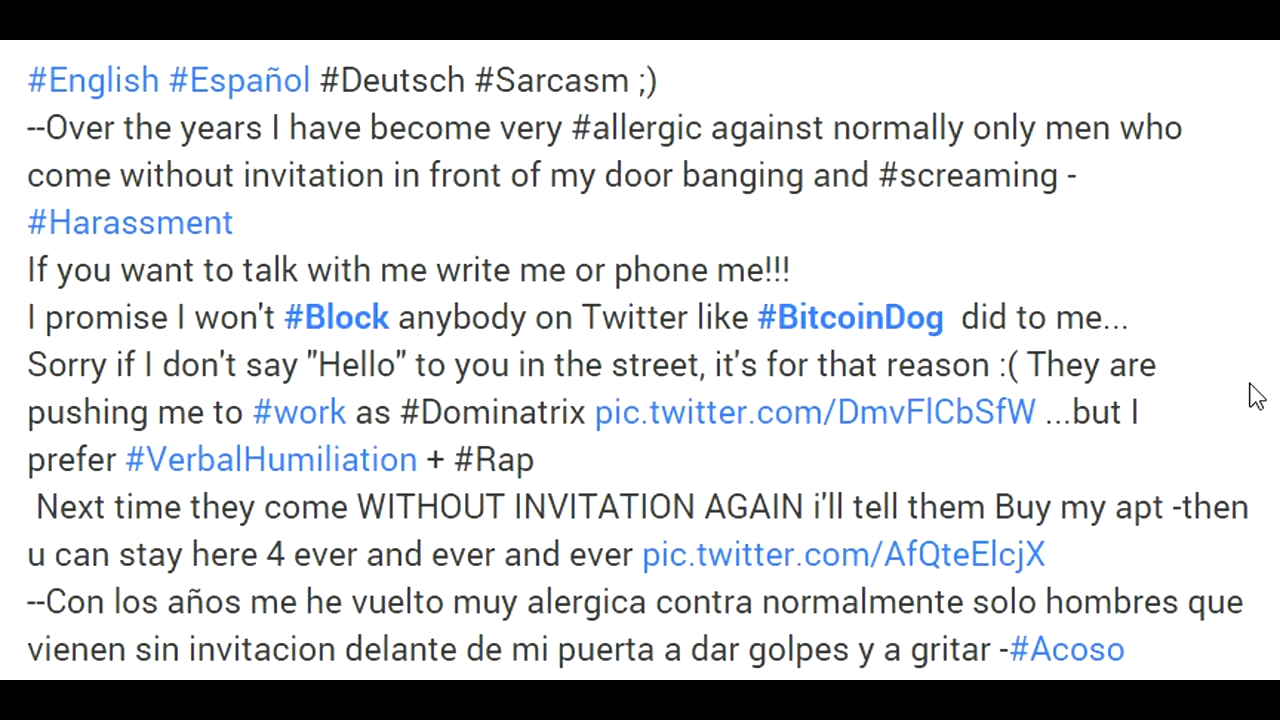 #English #Español #Deutsch #Sarcasm ;)
--Over the years I have become very #allergic against normally only men who
come without invitation in front of my door banging and #screaming -
#Harassment
If you want to talk with me write me or phone me!!!
I promise I won't #Block anybody on Twitter like #BitcoinDog  did to me...
Sorry if I don't say "Hello" to you in the street, it's for that reason :( They are
pushing me to #work as #Dominatrix pic.twitter.com/DmvFlCbSfW ...but I
prefer #VerbalHumiliation + #Rap
Next time they come WITHOUT INVITATION AGAIN i'll tell them Buy my apt -then
u can stay here 4 ever and ever and ever pic.twitter.com/AfQteElcjX
--Con los años me he vuelto muy alergica contra normalmente solo hombres que
vienen sin invitacion delante de mi puerta a dar golpes y a gritar -#Acoso